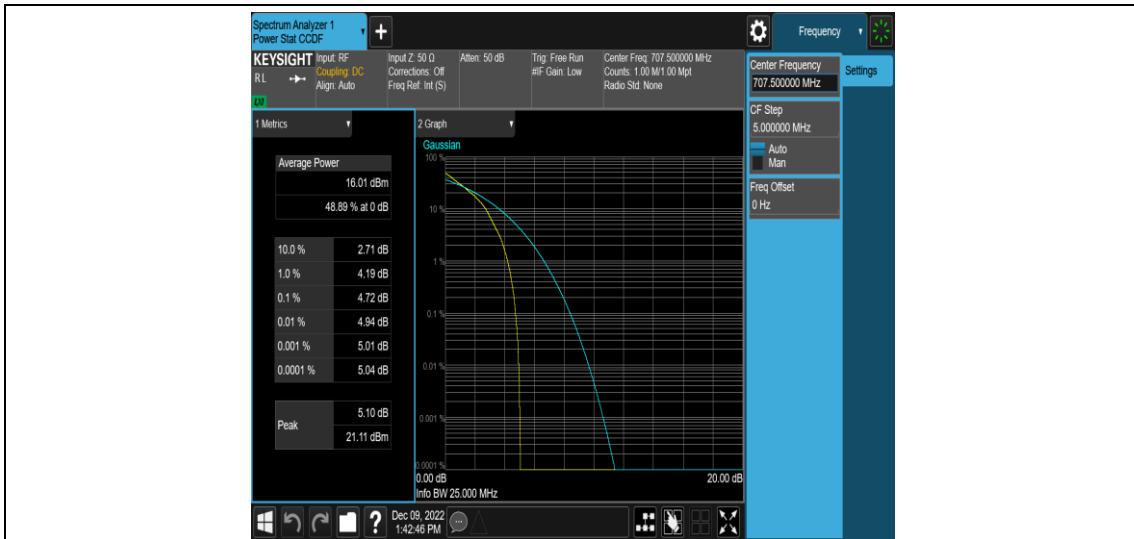 Spectrum Analyzer 1
Power Stat CCDF
Frequency
KEYSIGHT
RL
LXI
Input: RF
Coupling: DC
Align: Auto
Input Z: 50 Ω
Corrections: Off
Freq Ref: Int (S)
Atten: 50 dB
Trig: Free Run
#IF Gain: Low
Center Freq: 707.500000 MHz
Counts: 1.00 M/1.00 Mpt
Radio Std: None
Center Frequency
707.500000 MHz
Settings
CF Step
5.000000 MHz
Auto
Man
Freq Offset
0 Hz
1 Metrics
Average Power
16.01 dBm
48.89 % at 0 dB
10.0 % 2.71 dB
1.0 % 4.19 dB
0.1 % 4.72 dB
0.01 % 4.94 dB
0.001 % 5.01 dB
0.0001 % 5.04 dB
Peak
5.10 dB
21.11 dBm
2 Graph
Gaussian
100 %
10 %
1 %
0.1 %
0.01 %
0.001 %
0.0001 %
0.00 dB 20.00 dB
Info BW 25.000 MHz
?
Dec 09, 2022
1:42:46 PM